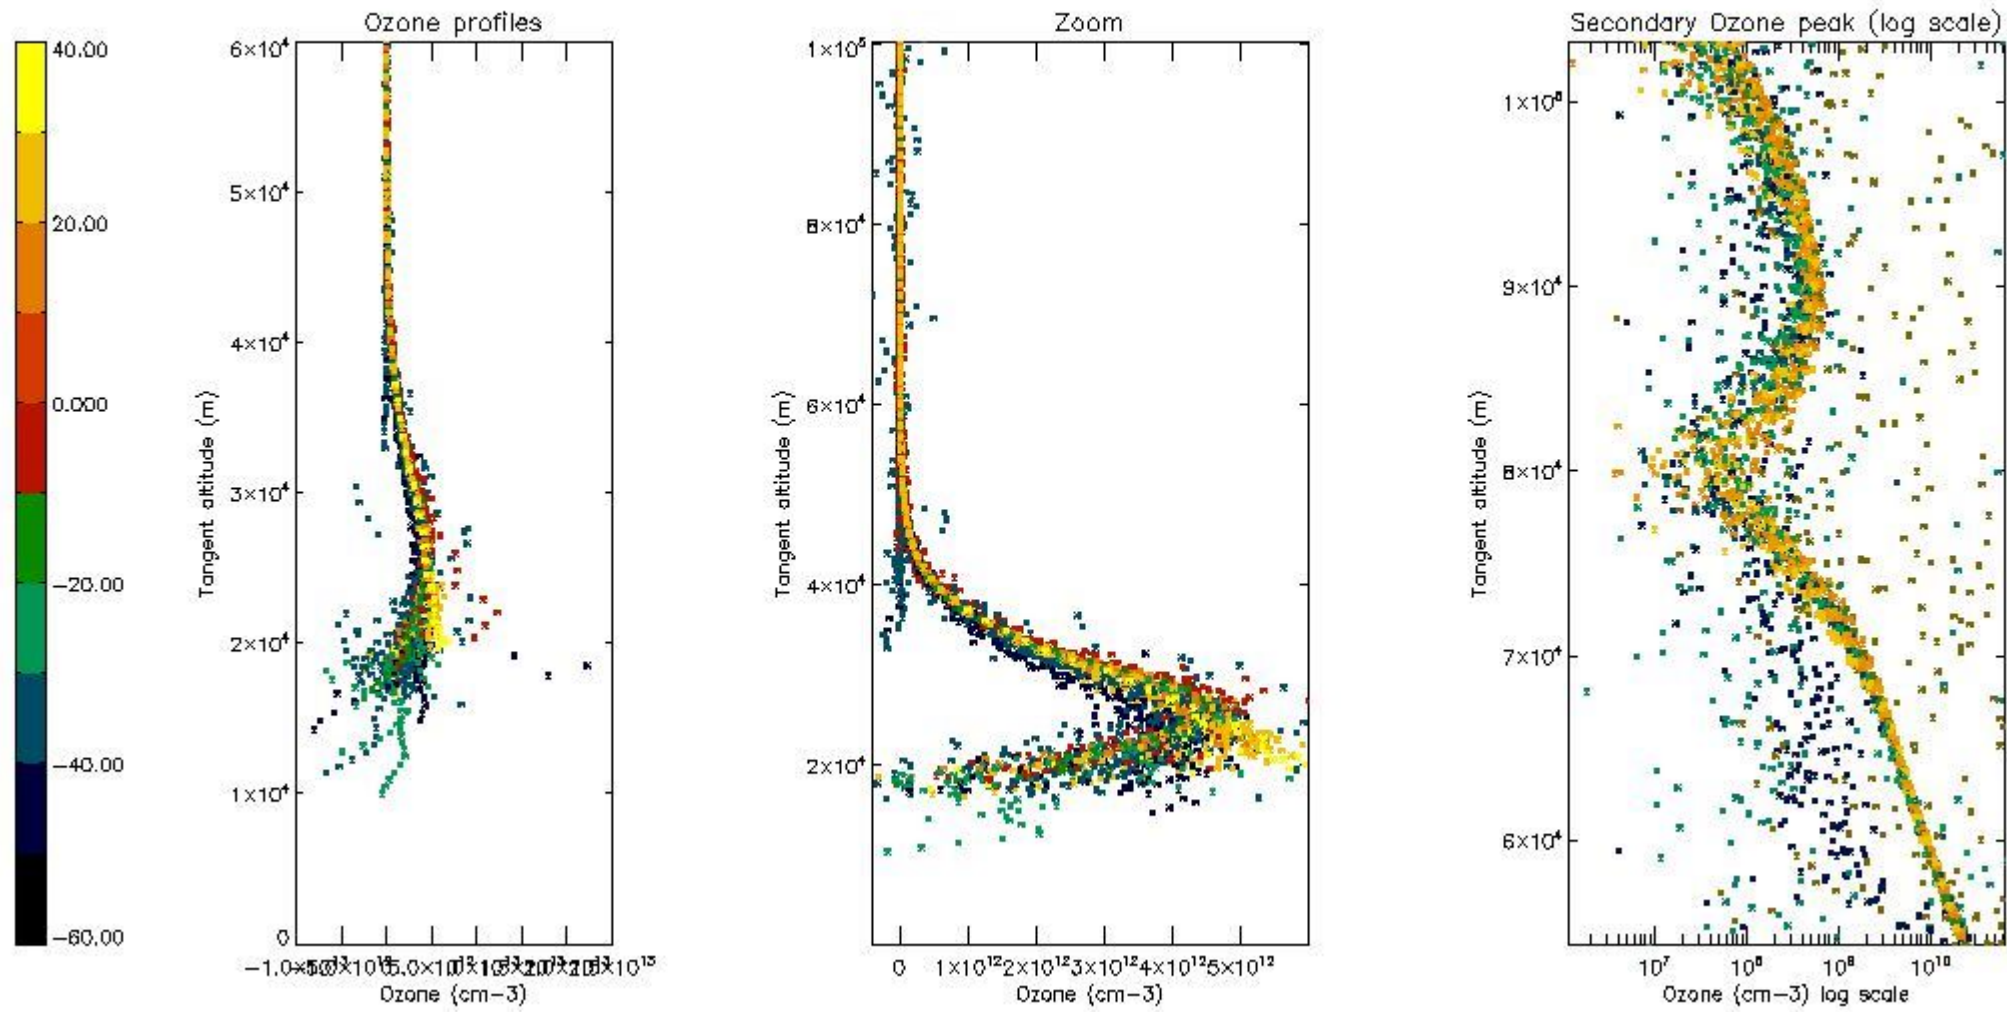 Ozone profiles
Zoom
Secondary Ozone peak (log scale)
40.00
20.00
0.000
−20.00
−40.00
−60.00
Tangent altitude (m)
6×10⁴
5×10⁴
4×10⁴
3×10⁴
2×10⁴
1×10⁴
0
Ozone (cm−3)
Tangent altitude (m)
1×10⁵
8×10⁴
6×10⁴
4×10⁴
2×10⁴
0 1×10¹² 2×10¹² 3×10¹² 4×10¹² 5×10¹²
Ozone (cm−3)
Tangent altitude (m)
1×10⁵
9×10⁴
8×10⁴
7×10⁴
6×10⁴
10⁷ 10⁸ 10⁹ 10¹⁰
Ozone (cm−3) log scale